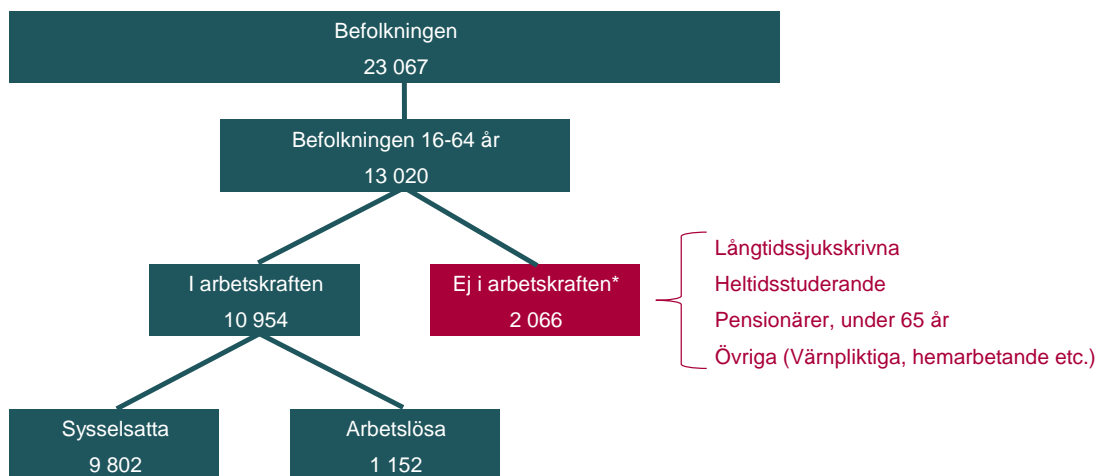 Befolkningen
23 067
Befolkningen 16-64 år
13 020
I arbetskraften
10 954
Ej i arbetskraften*
2 066
Långtidssjukskrivna
Heltidsstuderande
Pensionärer, under 65 år
Övriga (Värnpliktiga, hemarbetande etc.)
Sysselsatta
9 802
Arbetslösa
1 152